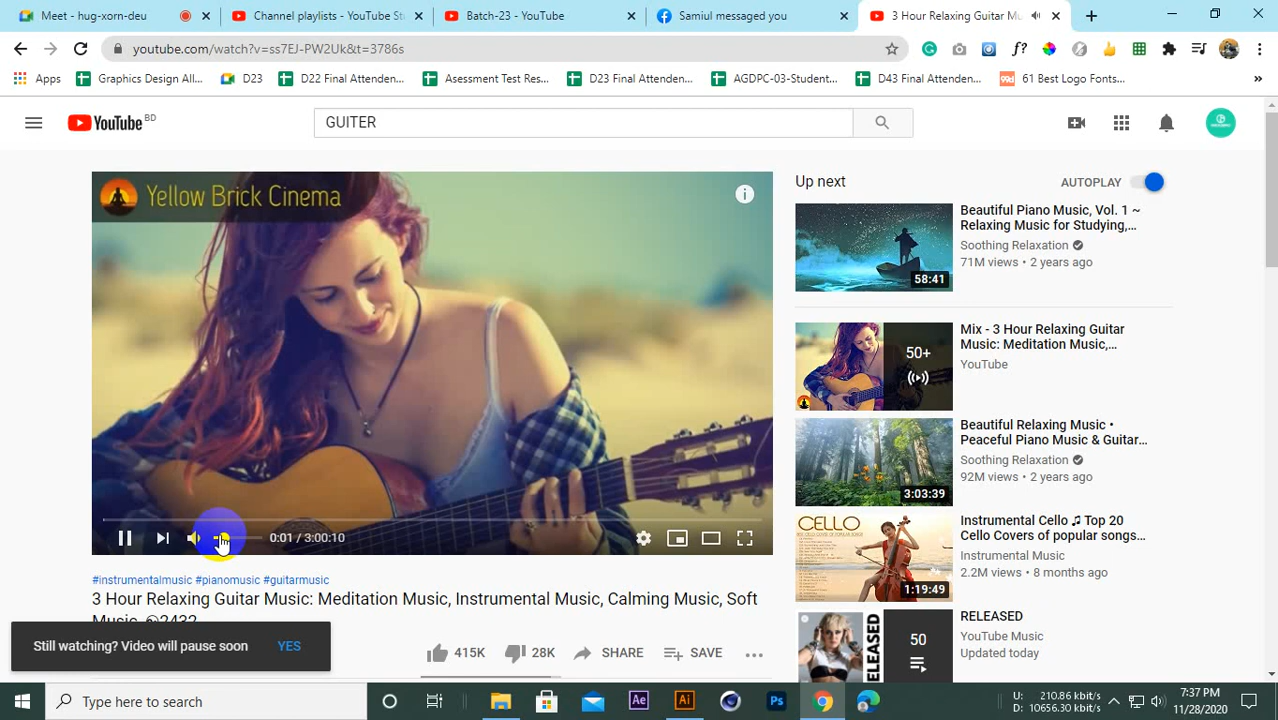 Meet - hug-xorn-deu
Channel playlists - YouTube St
Batch-23 - YouTube
Samiul messaged you
3 Hour Relaxing Guitar Mu
youtube.com/watch?v=ss7EJ-PW2Uk&t=3786s
Apps
Graphics Design All...
D23
D22 Final Attenden...
Asessment Test Res...
D23 Final Attenden...
AGDPC-03-Student...
D43 Final Attenden...
61 Best Logo Fonts...
»
YouTube BD
GUITER
Yellow Brick Cinema
Up next
AUTOPLAY
Beautiful Piano Music, Vol. 1 ~
Relaxing Music for Studying,...
Soothing Relaxation
71M views • 2 years ago
58:41
Mix - 3 Hour Relaxing Guitar
Music: Meditation Music,...
YouTube
50+
Beautiful Relaxing Music •
Peaceful Piano Music & Guitar...
Soothing Relaxation
92M views • 2 years ago
3:03:39
CELLO
Instrumental Cello ♫ Top 20
Cello Covers of popular songs...
Instrumental Music
2.2M views • 8 months ago
1:19:49
RELEASED
YouTube Music
Updated today
50
RELEASED
0:01 / 3:00:10
#instrumentalmusic #pianomusic #guitarmusic
3 Hour Relaxing Guitar Music: Meditation Music, Instrumental Music, Calming Music, Soft
Still watching? Video will pause soon YES
415K
28K
SHARE
SAVE
Type here to search
Ae
Ai
Ps
U: 210.86 kbit/s
D: 10656.30 kbit/s
7:37 PM
11/28/2020